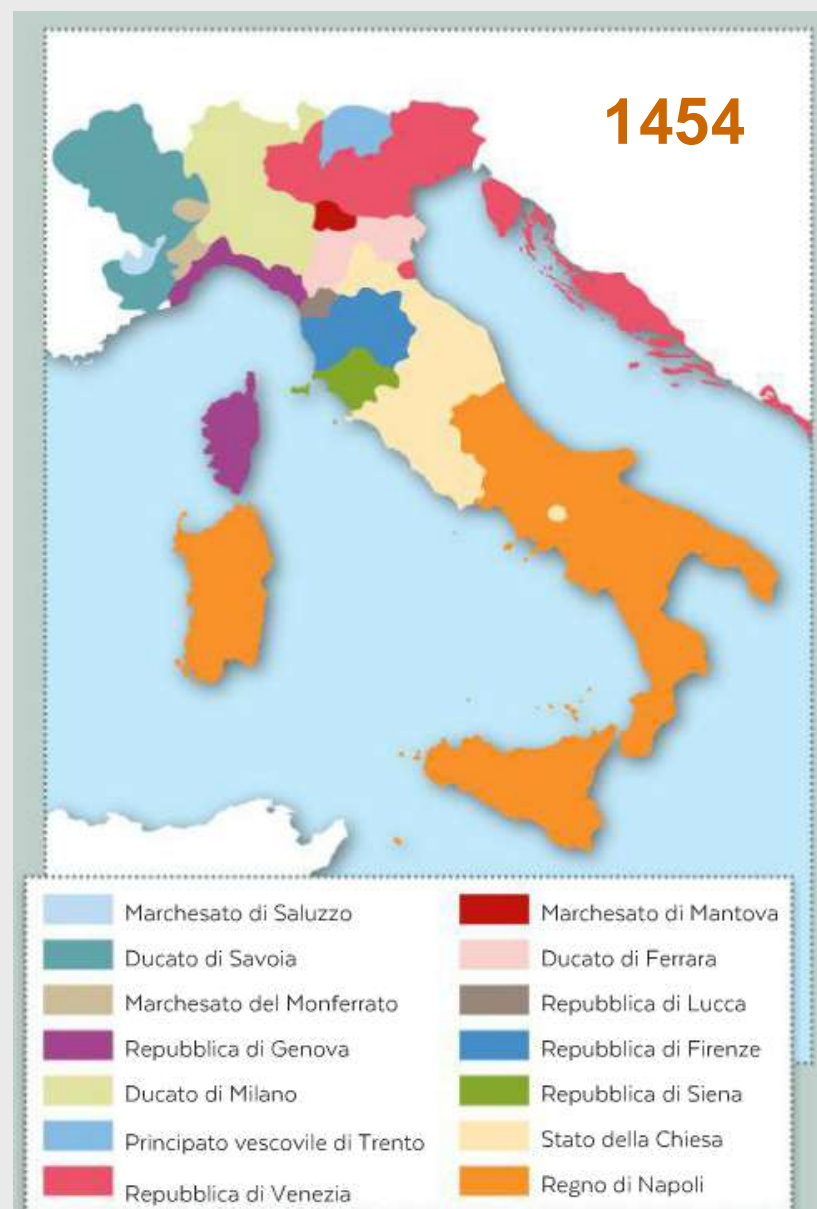 1454
Marchesato di Saluzzo
Ducato di Savoia
Marchesato del Monferrato
Repubblica di Genova
Ducato di Milano
Principato vescovile di Trento
Repubblica di Venezia
Marchesato di Mantova
Ducato di Ferrara
Repubblica di Lucca
Repubblica di Firenze
Repubblica di Siena
Stato della Chiesa
Regno di Napoli